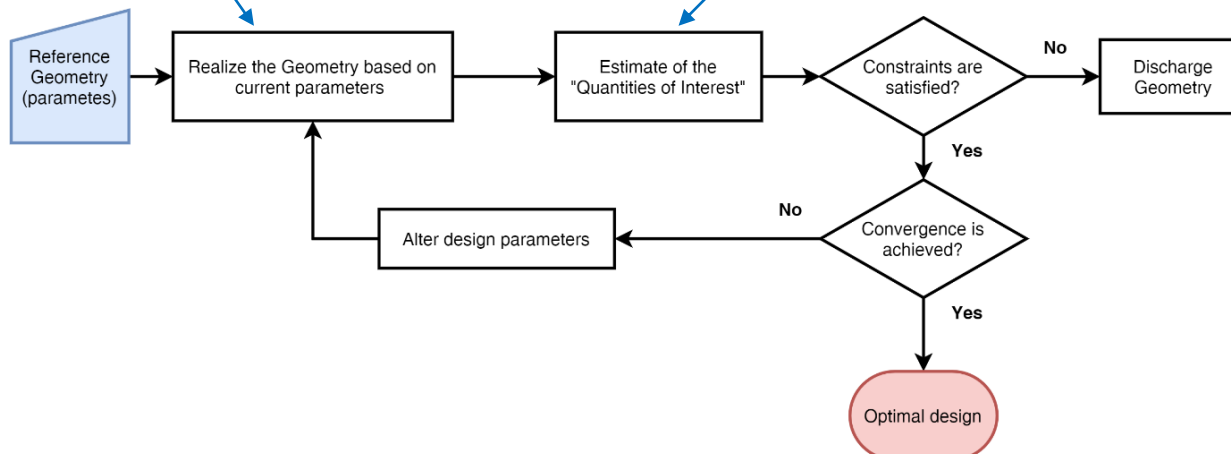 Reference
Geometry
(parametes)
Realize the Geometry based on
current parameters
Estimate of the
"Quantities of Interest"
Constraints are
satisfied?
No
Discharge
Geometry
Yes
Convergence is
achieved?
No
Alter design parameters
Yes
Optimal design